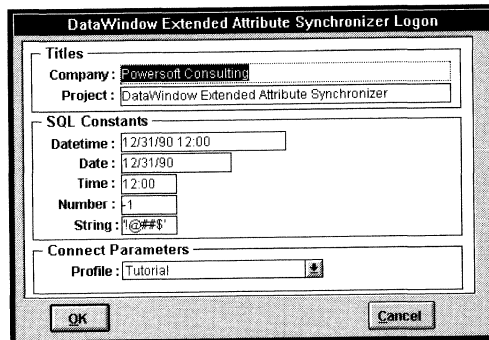 DataWindow Extended Attribute Synchronizer Logon
Titles
Company: Powersoft Consulting
Project: DataWindow Extended Attribute Synchronizer
SQL Constants
Datetime: 12/31/90 12:00
Date: 12/31/90
Time: 12:00
Number: -1
String: '!@##$'
Connect Parameters
Profile: Tutorial
OK Cancel